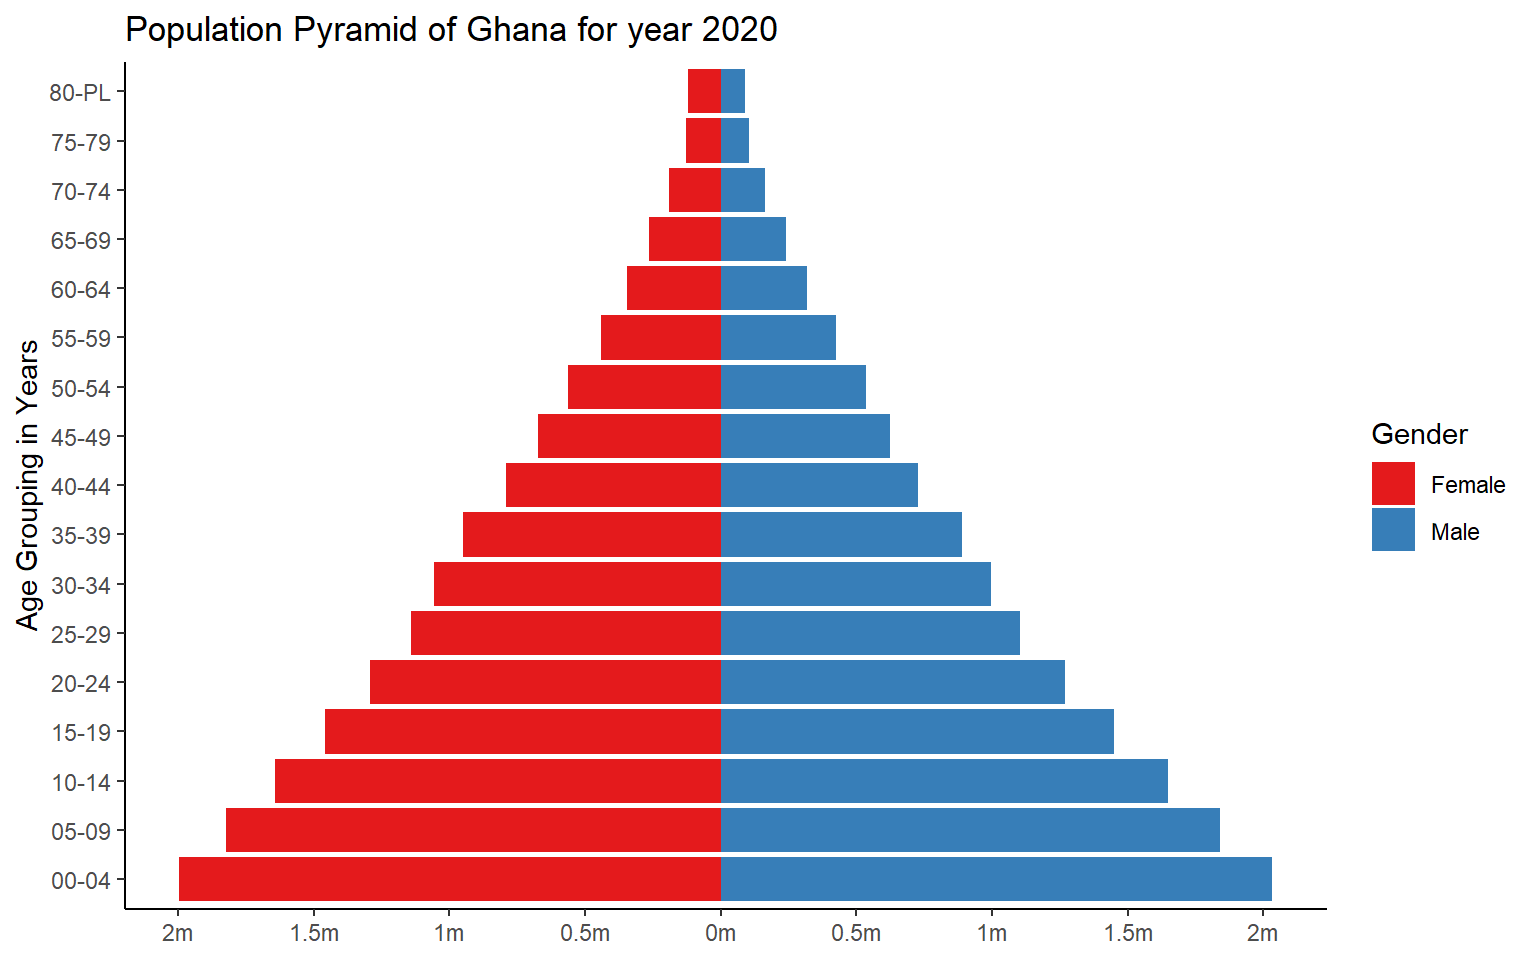 Population Pyramid of Ghana for year 2020
Age Grouping in Years
80-PL
75-79
70-74
65-69
60-64
55-59
50-54
45-49
40-44
35-39
30-34
25-29
20-24
15-19
10-14
05-09
00-04
2m 1.5m 1m 0.5m 0m 0.5m 1m 1.5m 2m
Gender
Female
Male